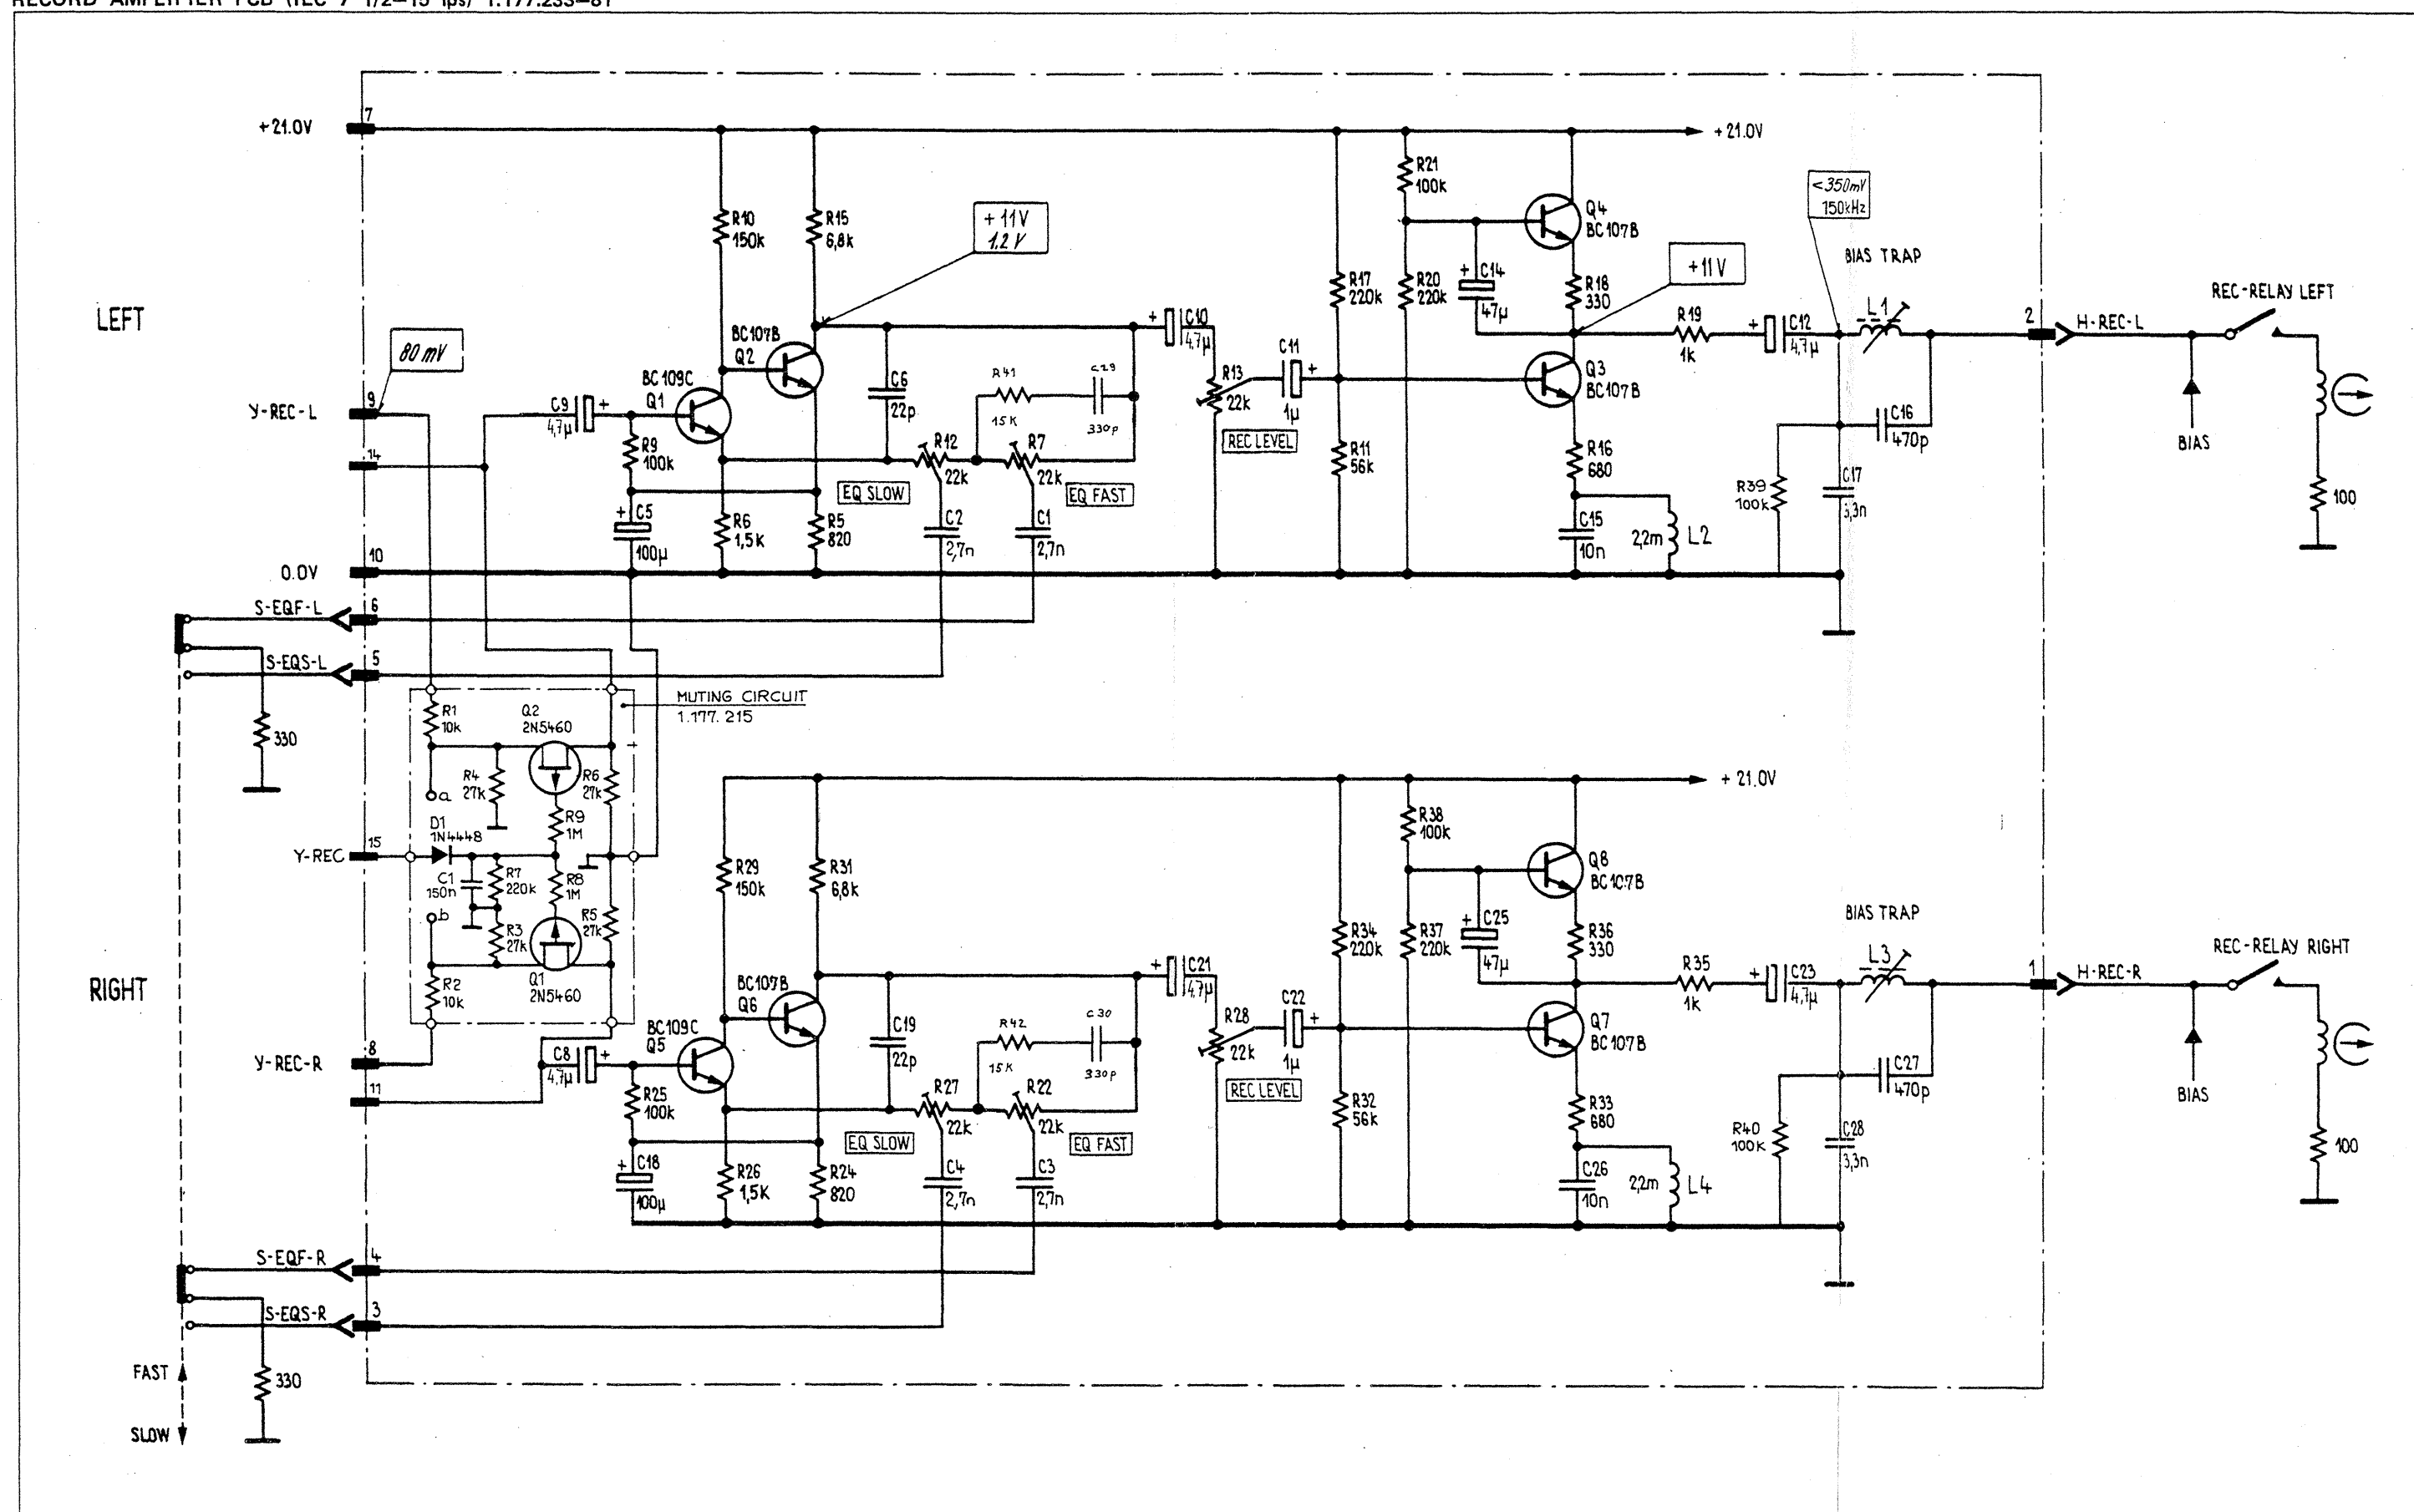 RECORD AMPLIFIER PCB (IEC 7 1/2–15 ips) 1.177.235–81
+21.0V
7
+21.0V
R10
150k
R15
6,8k
+11V
1.2V
R21
100k
Q4
BC107B
<350mV
150kHz
BIAS TRAP
LEFT
R17
220k
R20
220k
+
C14
47µ
R18
330
+11V
REC-RELAY LEFT
80 mV
BC107B
Q2
+
C10
4,7µ
R19
1k
+
C12
4,7µ
L1
2
H-REC-L
BC109C
Q1
C6
22p
R41
15K
C29
330p
R13
22k
C11
+
1µ
Q3
BC107B
9
Y-REC-L
C9
+
4,7µ
R9
100k
R12
22k
R7
22k
REC LEVEL
R11
56k
R16
680
C16
470p
BIAS
14
EQ SLOW
EQ FAST
R39
100k
C17
3,3n
100
+
C5
100µ
R6
1,5K
R5
820
C2
2,7n
C1
2,7n
C15
10n
2,2m
L2
0.0V
10
S-EQF-L
6
S-EQS-L
5
330
MUTING CIRCUIT
1.177.215
R1
10k
Q2
2N5460
R4
27k
R6
27k
a
R9
1M
D1
1N4448
Y-REC
15
C1
150n
R7
220k
R8
1M
b
R3
27k
R5
27k
R2
10k
Q1
2N5460
+21.0V
R38
100k
R29
150k
R31
6,8k
Q8
BC107B
BIAS TRAP
R34
220k
R37
220k
+
C25
47µ
R36
330
REC-RELAY RIGHT
RIGHT
BC107B
Q6
+
C21
4,7µ
R35
1k
+
C23
4,7µ
L3
1
H-REC-R
BC109C
Q5
C19
22p
R42
15K
C30
330p
R28
22k
C22
+
1µ
Q7
BC107B
8
Y-REC-R
11
C8
+
4,7µ
R25
100k
R27
22k
R22
22k
REC LEVEL
R32
56k
R33
680
C27
470p
BIAS
EQ SLOW
EQ FAST
R40
100K
C28
3,3n
100
+
C18
100µ
R26
1,5K
R24
820
C4
2,7n
C3
2,7n
C26
10n
2,2m
L4
S-EQF-R
4
S-EQS-R
3
FAST
330
SLOW